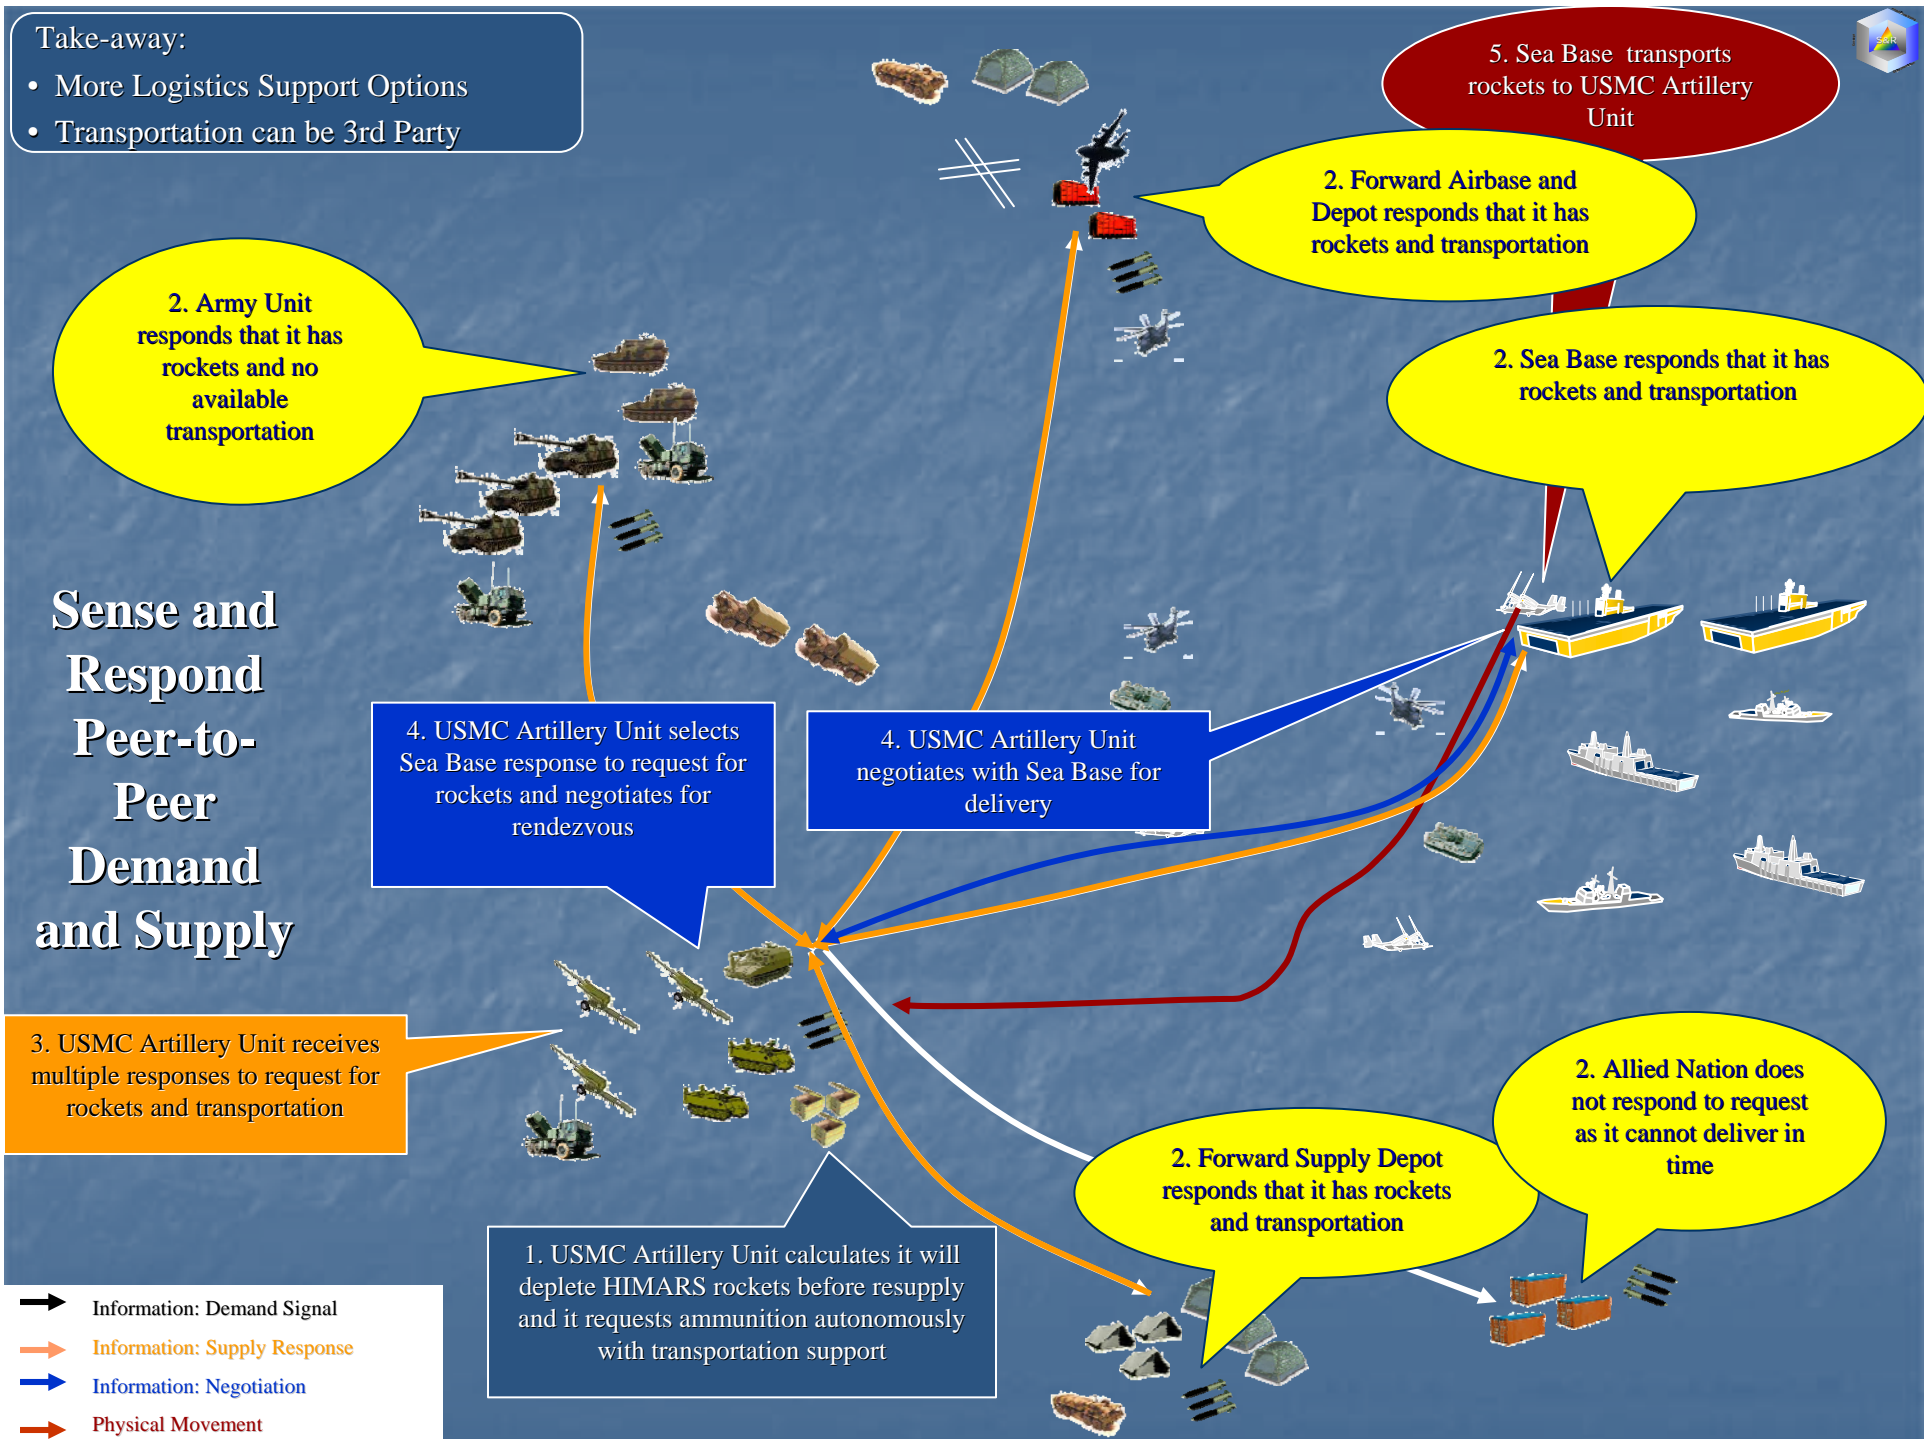 Take-away:
• More Logistics Support Options
• Transportation can be 3rd Party
5. Sea Base transports
rockets to USMC Artillery
Unit
S&R
2. Forward Airbase and
Depot responds that it has
rockets and transportation
2. Army Unit
responds that it has
rockets and no
available
transportation
2. Sea Base responds that it has
rockets and transportation
Sense and
Respond
Peer-to-
Peer
Demand
and Supply
4. USMC Artillery Unit selects
Sea Base response to request for
rockets and negotiates for
rendezvous
4. USMC Artillery Unit
negotiates with Sea Base for
delivery
3. USMC Artillery Unit receives
multiple responses to request for
rockets and transportation
2. Allied Nation does
not respond to request
as it cannot deliver in
time
2. Forward Supply Depot
responds that it has rockets
and transportation
1. USMC Artillery Unit calculates it will
deplete HIMARS rockets before resupply
and it requests ammunition autonomously
with transportation support
Information: Demand Signal
Information: Supply Response
Information: Negotiation
Physical Movement